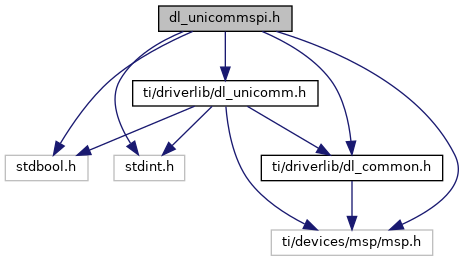 dl_unicommspi.h
ti/driverlib/dl_unicomm.h
stdbool.h
stdint.h
ti/driverlib/dl_common.h
ti/devices/msp/msp.h